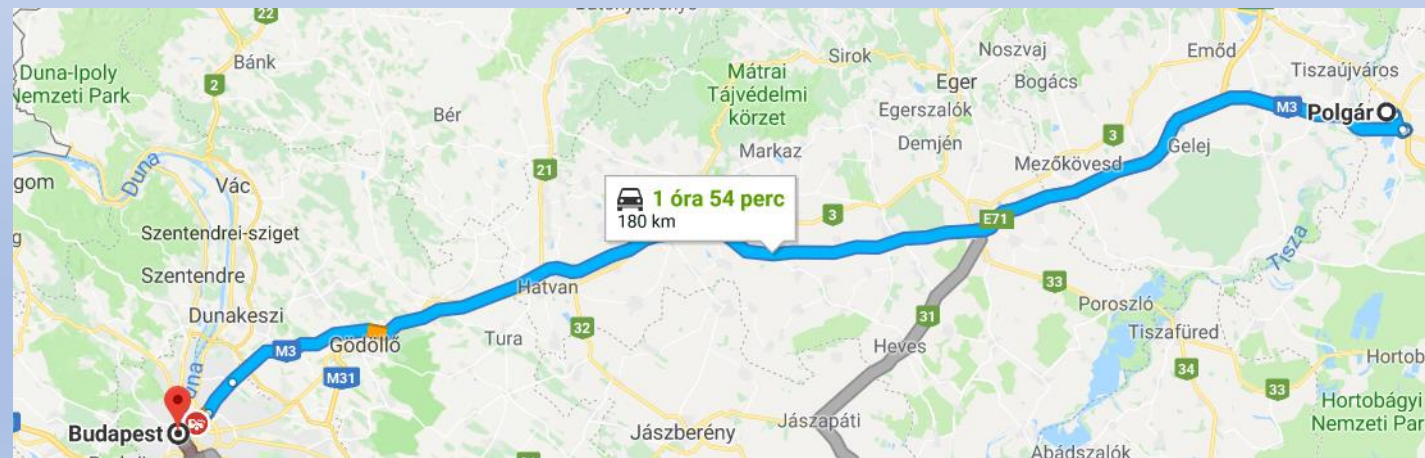 22
Bátonyterenye
Duna-Ipoly
Nemzeti Park
Bánk
2
Bér
21
Mátrai
Tájvédelmi
körzet
Sirok
Noszvaj
Eger
Bogács
Egerszalók
Emőd
Tiszaújváros
M3
Polgár
3
Demjén
Markaz
Mezőkövesd
Gelej
gom
Duna
Vác
1 óra 54 perc
180 km
3
E71
Szentendrei-sziget
Szentendre
Hatvan
Tisza
33
Poroszló
Dunakeszi
32
31
Tiszafüred
Tura
Gödöllő
M3
Heves
Hortob
M31
34
33
Hortobágyi
Nemzeti Par
una
Jászapáti
Budapest
Jászberény
Abádszalók